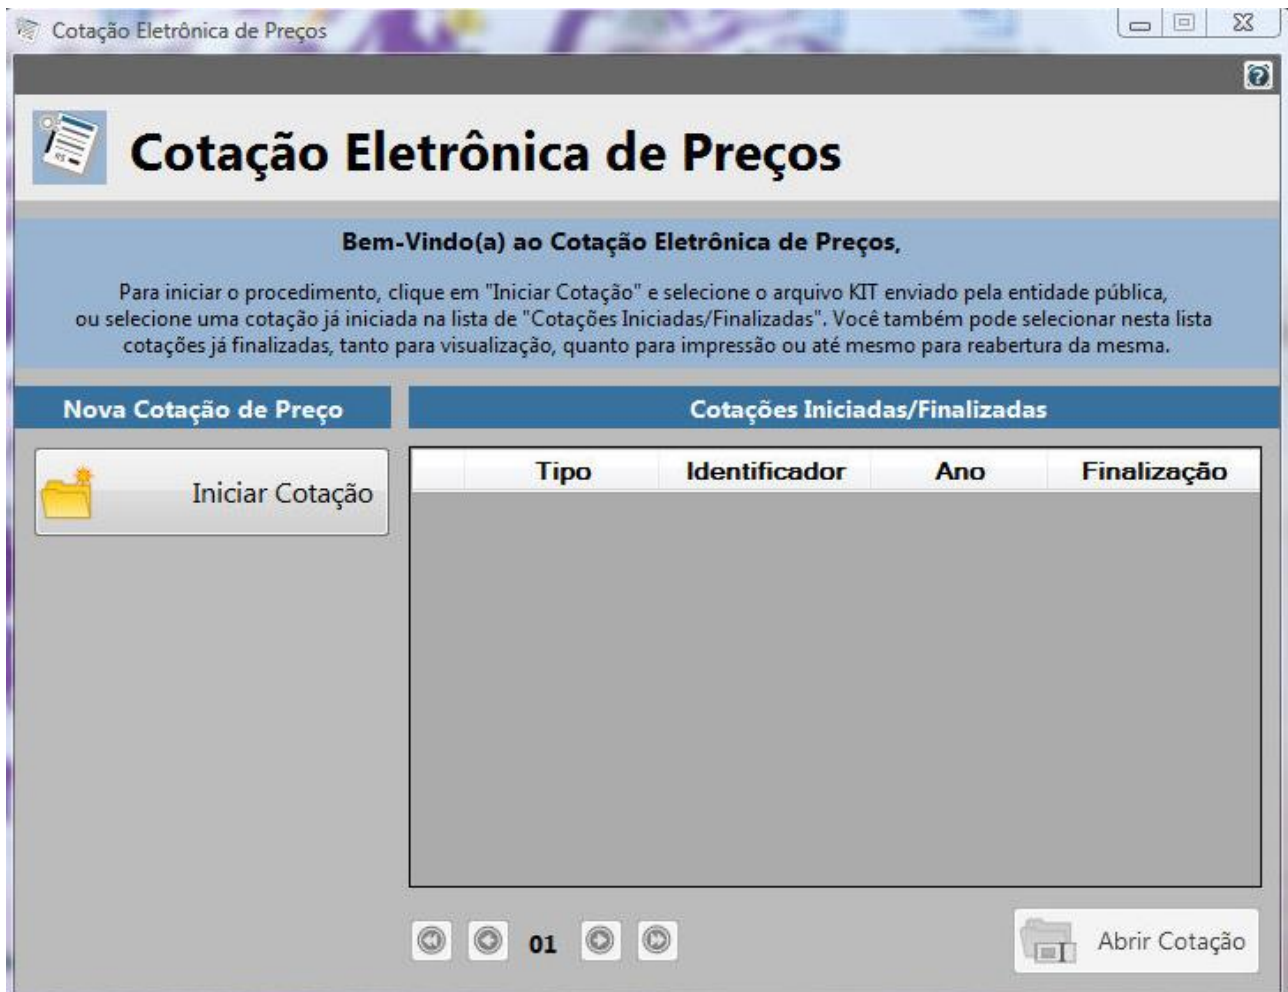 Cotação Eletrônica de Preços
Cotação Eletrônica de Preços
Bem-Vindo(a) ao Cotação Eletrônica de Preços,
Para iniciar o procedimento, clique em "Iniciar Cotação" e selecione o arquivo KIT enviado pela entidade pública,
ou selecione uma cotação já iniciada na lista de "Cotações Iniciadas/Finalizadas". Você também pode selecionar nesta lista
cotações já finalizadas, tanto para visualização, quanto para impressão ou até mesmo para reabertura da mesma.
Nova Cotação de Preço
Cotações Iniciadas/Finalizadas
Iniciar Cotação
Tipo Identificador Ano Finalização
01
Abrir Cotação